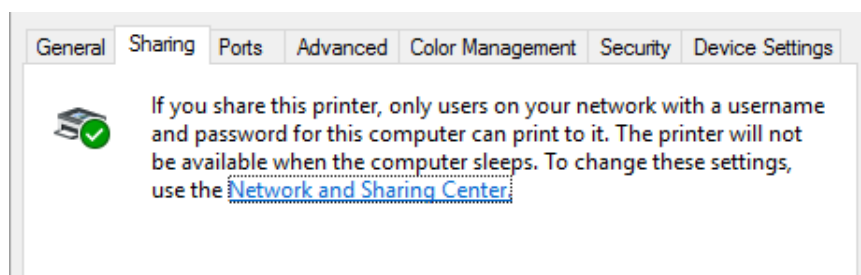 General Sharing Ports Advanced Color Management Security Device Settings
If you share this printer, only users on your network with a username
and password for this computer can print to it. The printer will not
be available when the computer sleeps. To change these settings,
use the Network and Sharing Center.